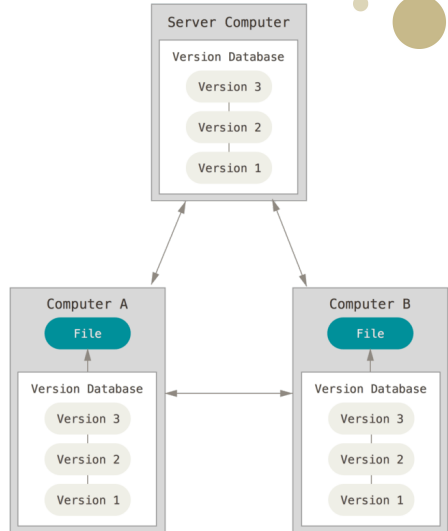 Server Computer
Version Database
Version 3
Version 2
Version 1
Computer A
File
Version Database
Version 3
Version 2
Version 1
Computer B
File
Version Database
Version 3
Version 2
Version 1